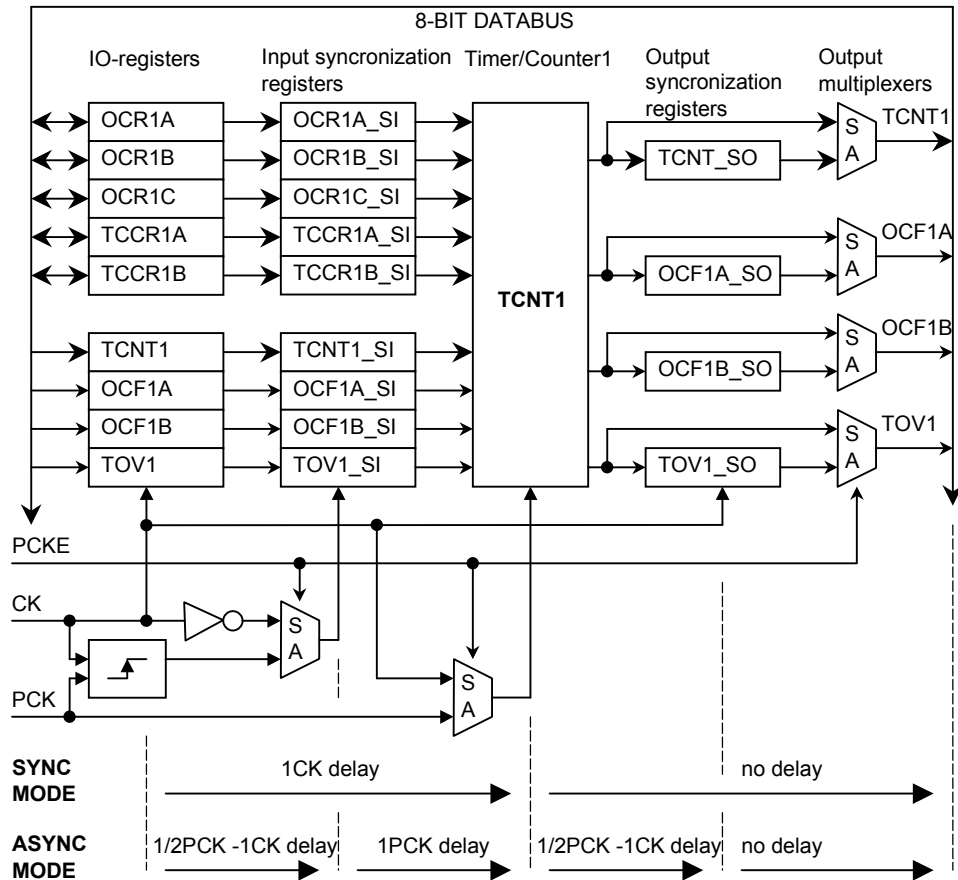 8-BIT DATABUS
IO-registers
Input syncronization
registers
Timer/Counter1
Output
syncronization
registers
Output
multiplexers
OCR1A
OCR1B
OCR1C
TCCR1A
TCCR1B
TCNT1
OCF1A
OCF1B
TOV1
OCR1A_SI
OCR1B_SI
OCR1C_SI
TCCR1A_SI
TCCR1B_SI
TCNT1_SI
OCF1A_SI
OCF1B_SI
TOV1_SI
TCNT1
TCNT_SO
OCF1A_SO
OCF1B_SO
TOV1_SO
S
A
TCNT1
S
A
OCF1A
S
A
OCF1B
S
A
TOV1
PCKE
CK
S
A
PCK
S
A
SYNC
MODE
1CK delay
no delay
ASYNC
MODE
1/2PCK -1CK delay
1PCK delay
1/2PCK -1CK delay
no delay